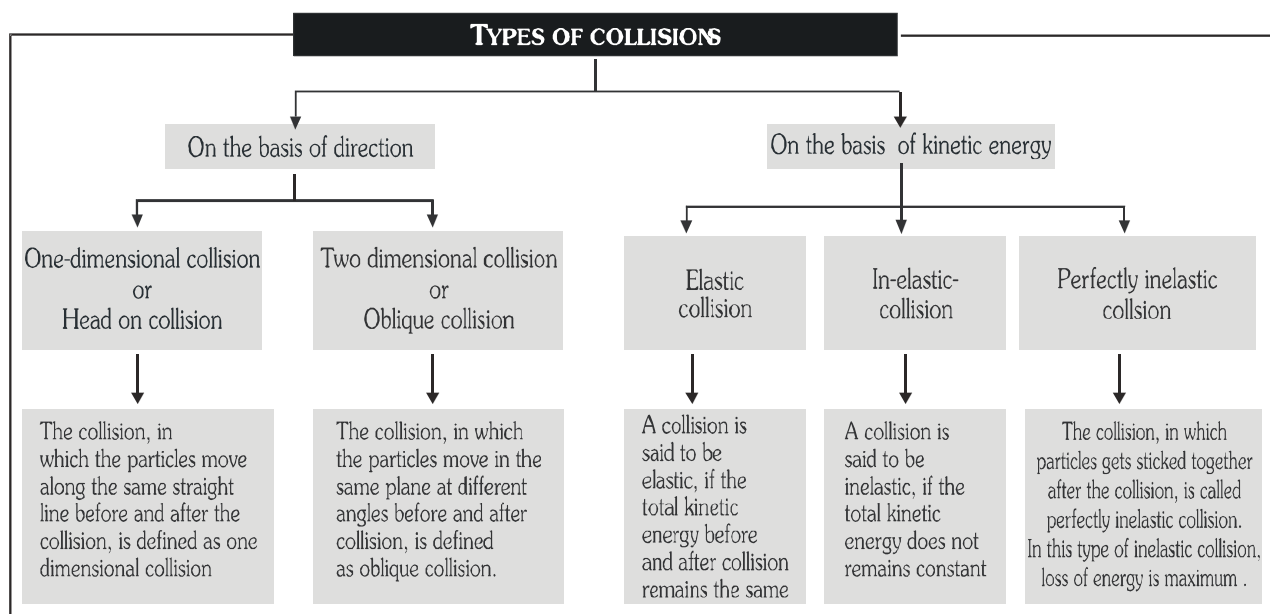 TYPES OF COLLISIONS
On the basis of direction
On the basis of kinetic energy
One-dimensional collision
or
Head on collision
Two dimensional collision
or
Oblique collision
Elastic
collision
In-elastic-
collision
Perfectly inelastic
collsion
The collision, in
which the particles move
along the same straight
line before and after the
collision, is defined as one
dimensional collision
The collision, in which
the particles move in the
same plane at different
angles before and after
collision, is defined
as oblique collision.
A collision is
said to be
elastic, if the
total kinetic
energy before
and after collision
remains the same
A collision is
said to be
inelastic, if the
total kinetic
energy does not
remains constant
The collision, in which
particles gets sticked together
after the collision, is called
perfectly inelastic collision.
In this type of inelastic collision,
loss of energy is maximum .